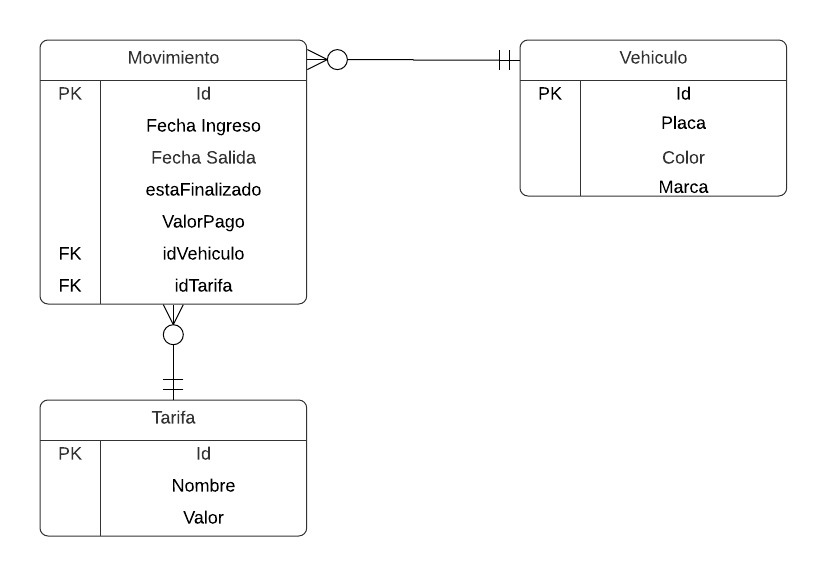 Movimiento
PK Id
Fecha Ingreso
Fecha Salida
estaFinalizado
ValorPago
FK idVehiculo
FK idTarifa
Vehiculo
PK Id
Placa
Color
Marca
Tarifa
PK Id
Nombre
Valor